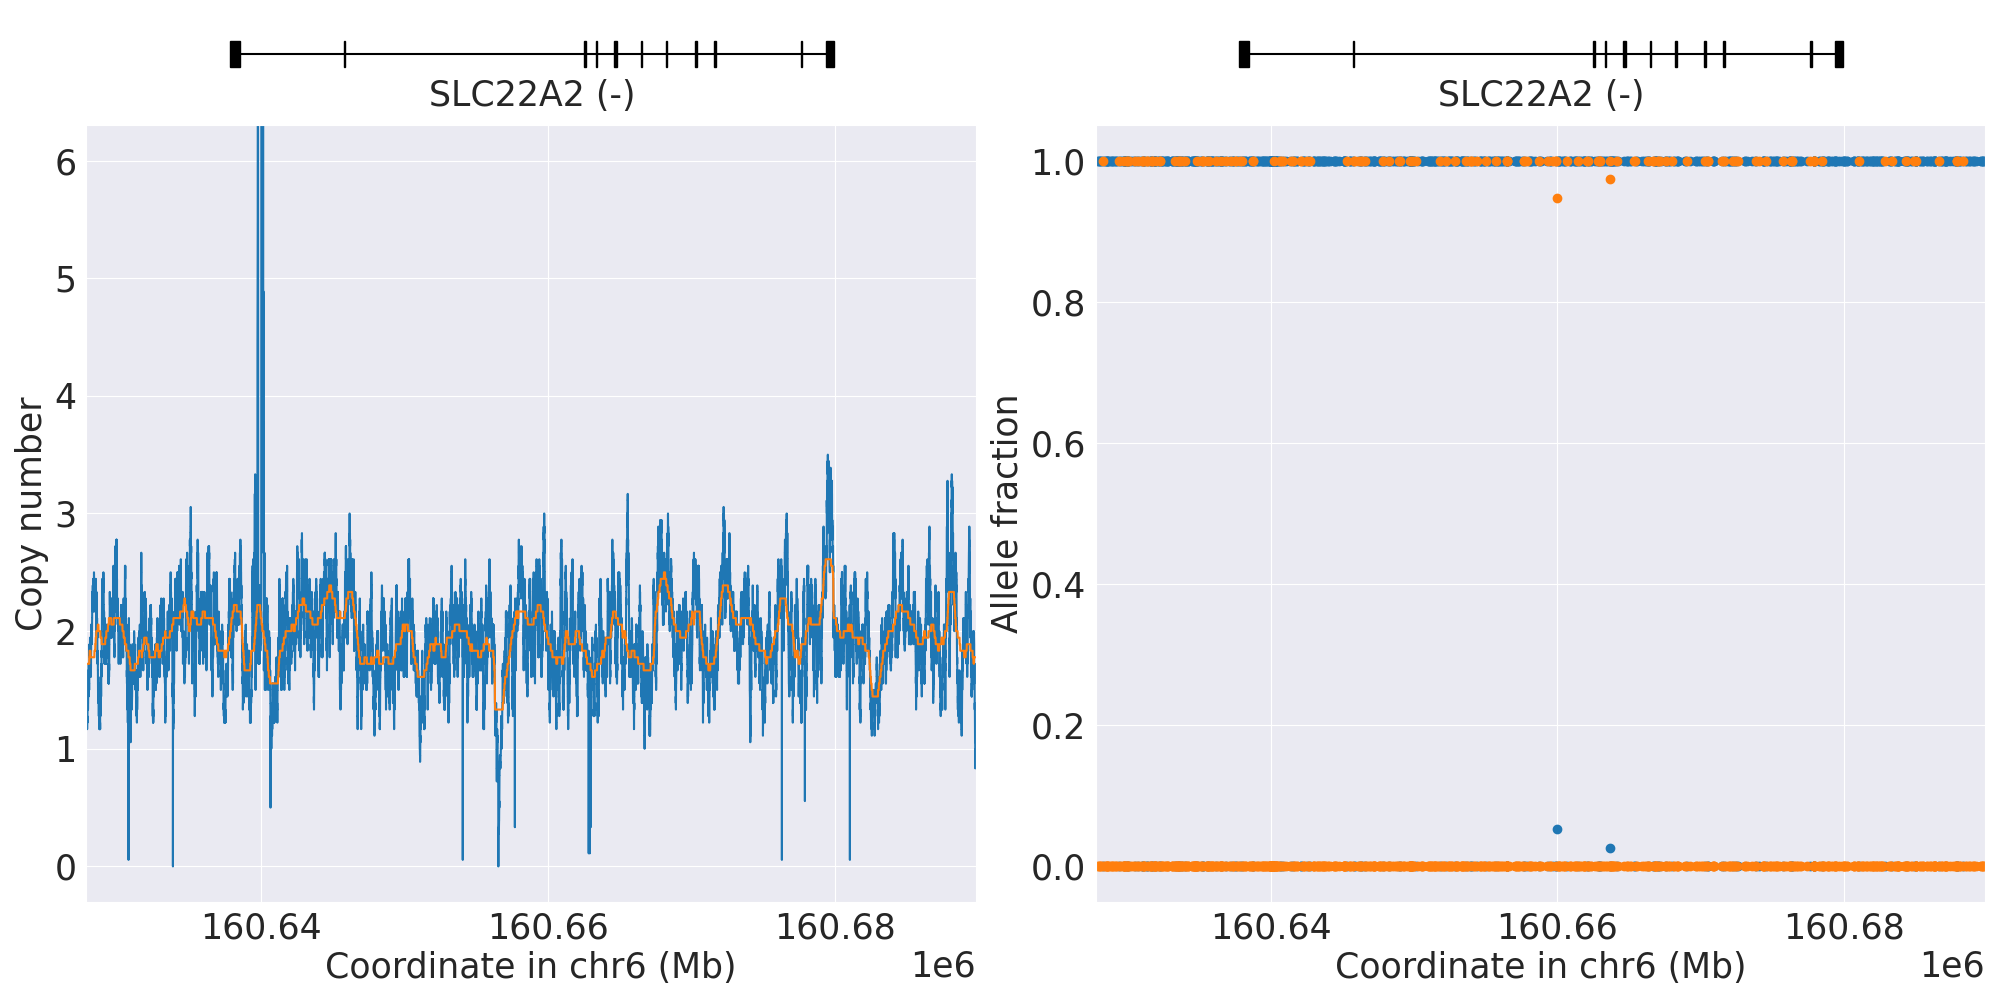 SLC22A2 (-)
6
5
4
3
2
1
0
Copy number
160.64 160.66 160.68
Coordinate in chr6 (Mb)
1e6
SLC22A2 (-)
1.0
0.8
0.6
0.4
0.2
0.0
Allele fraction
160.64 160.66 160.68
Coordinate in chr6 (Mb)
1e6